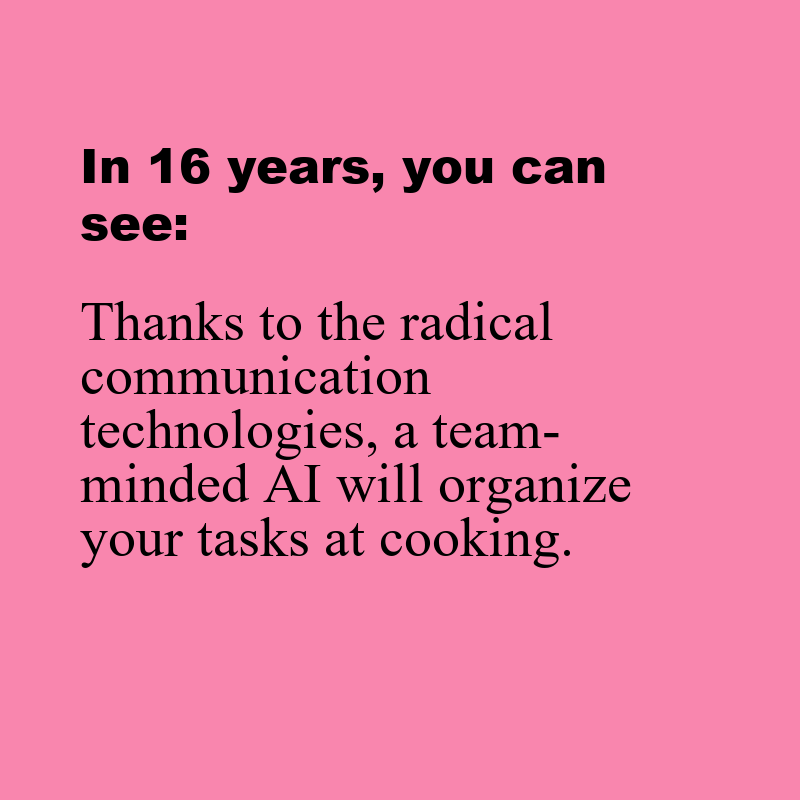 In 16 years, you can
see:
Thanks to the radical
communication
technologies, a team-
minded AI will organize
your tasks at cooking.